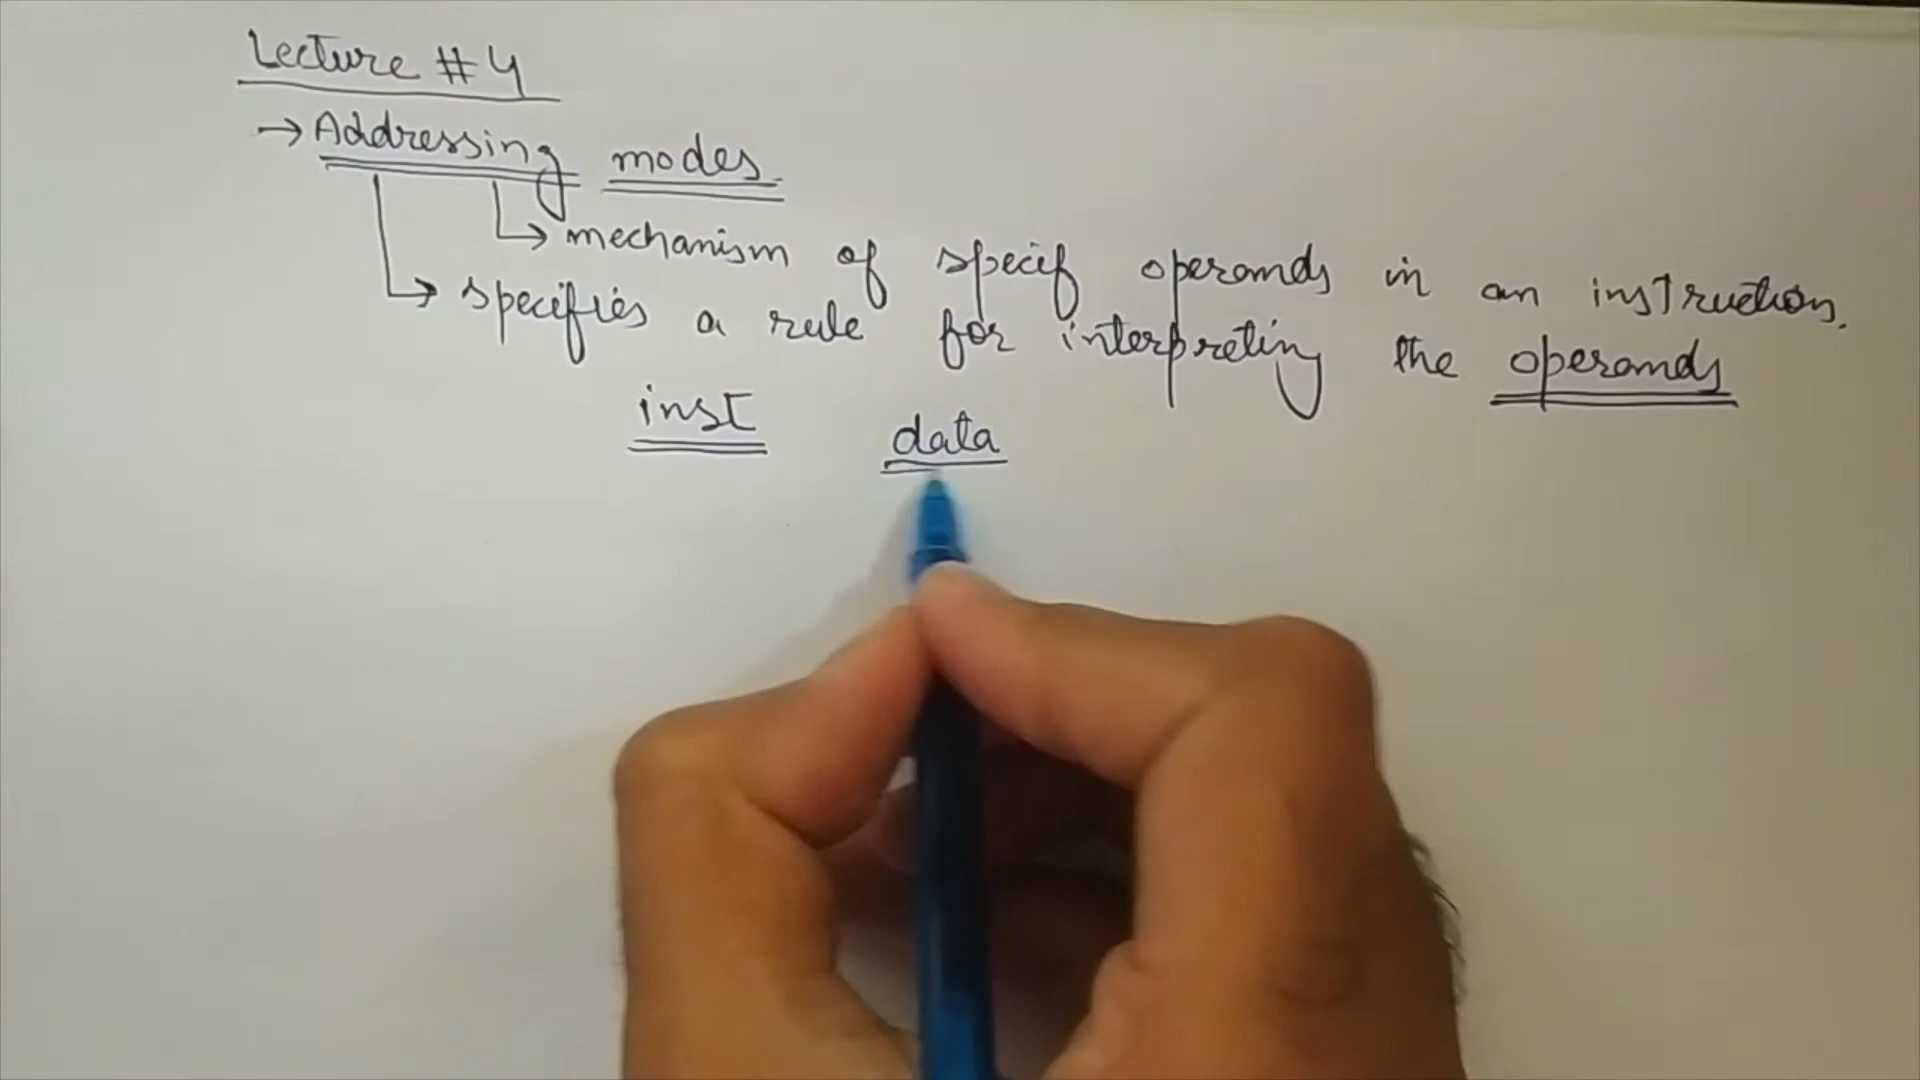 Lecture #4
→ Addressing modes
→ mechanism of specif operands in an instruction.
→ specifies a rule for interpreting the operands
inst data